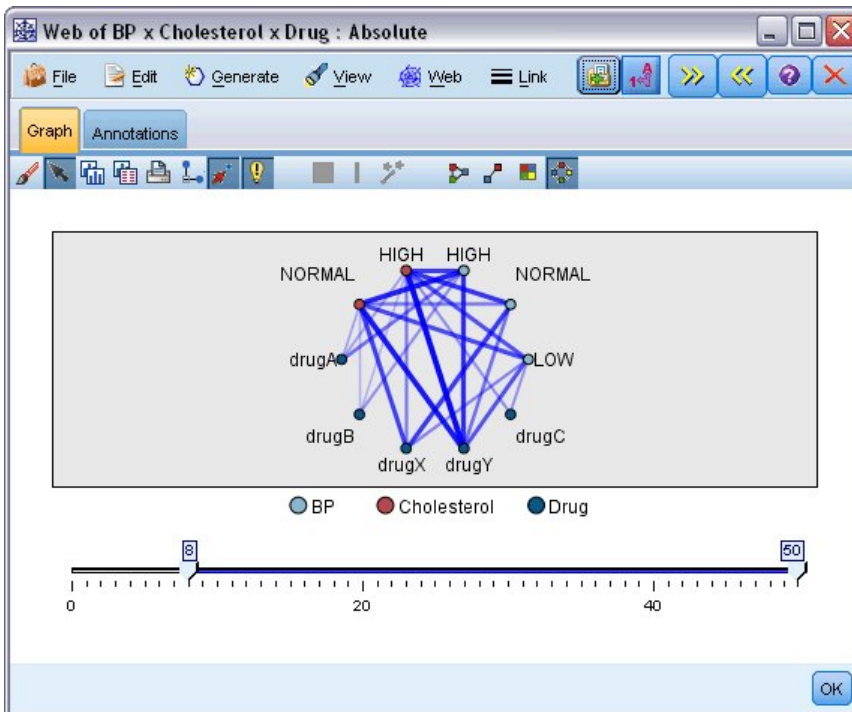 Web of BP x Cholesterol x Drug : Absolute
File Edit Generate View Web Link
Graph Annotations
HIGH HIGH
NORMAL NORMAL
drugA LOW
drugB drugC
drugX drugY
BP Cholesterol Drug
8 50
0 20 40
OK